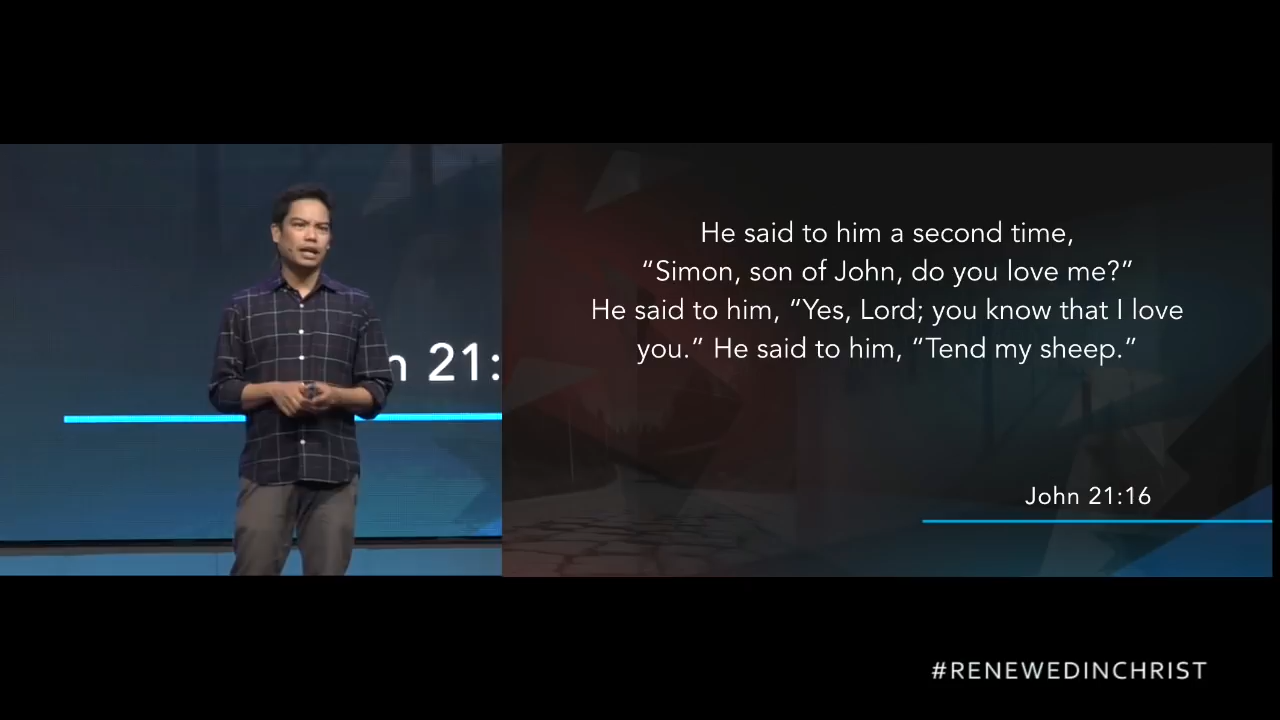 n 21:
He said to him a second time,
“Simon, son of John, do you love me?”
He said to him, “Yes, Lord; you know that I love
you.” He said to him, “Tend my sheep.”
John 21:16
#RENEWEDINCHRIST